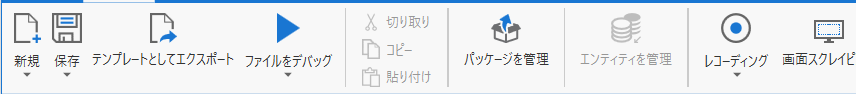 新規
保存
テンプレートとしてエクスポート
ファイルをデバッグ
切り取り
コピー
貼り付け
パッケージを管理
エンティティを管理
レコーディング
画面スクレイピ